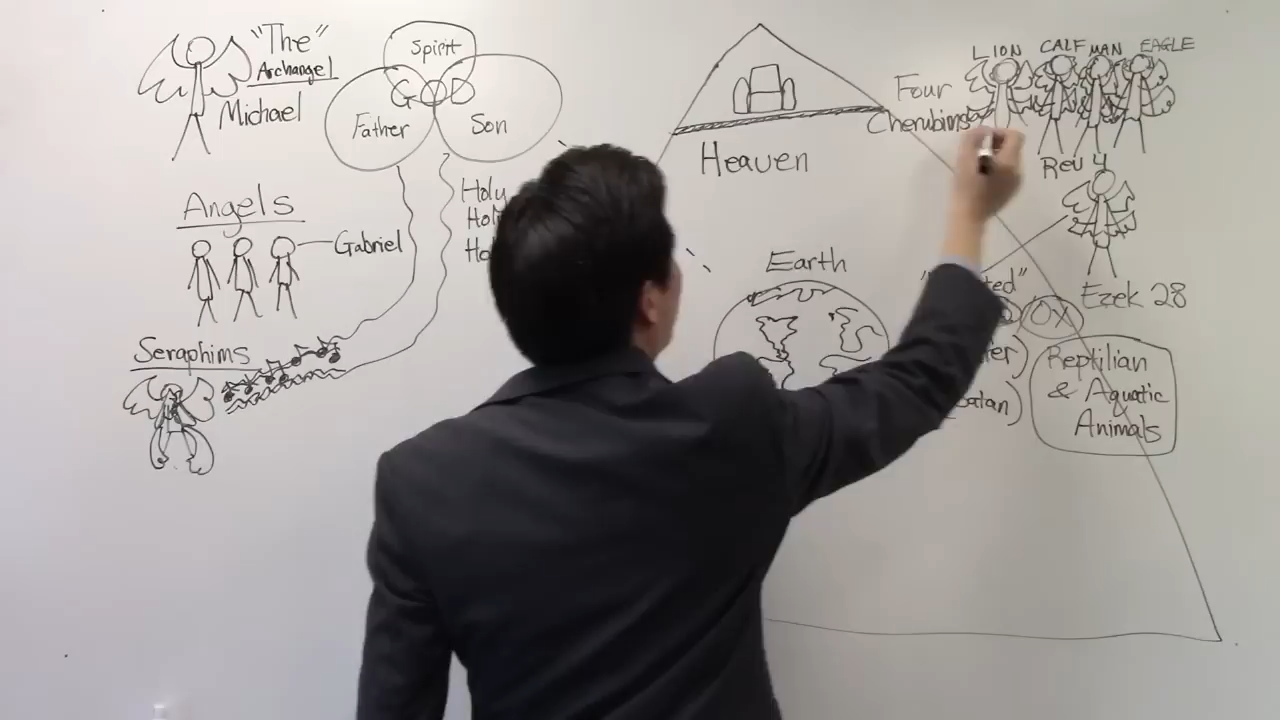 "The"
Archangel
Michael
Spirit
GOD
Father
Son
Angels
Gabriel
Holy
Seraphims
Heaven
Earth
Four
Cherubims
LION
CALF
MAN
EAGLE
Rev 4
Ezek 28
OX
Reptilian
& Aquatic
Animals